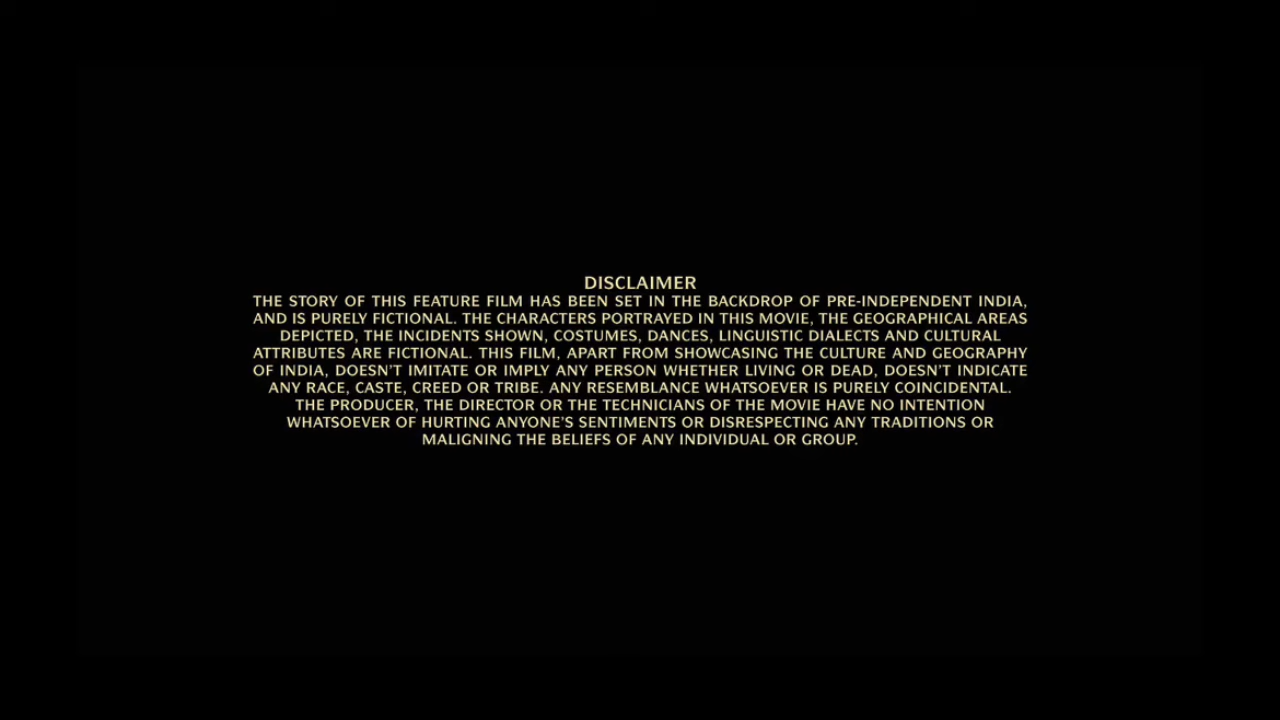 DISCLAIMER
THE STORY OF THIS FEATURE FILM HAS BEEN SET IN THE BACKDROP OF PRE-INDEPENDENT INDIA,
AND IS PURELY FICTIONAL. THE CHARACTERS PORTRAYED IN THIS MOVIE, THE GEOGRAPHICAL AREAS
DEPICTED, THE INCIDENTS SHOWN, COSTUMES, DANCES, LINGUISTIC DIALECTS AND CULTURAL
ATTRIBUTES ARE FICTIONAL. THIS FILM, APART FROM SHOWCASING THE CULTURE AND GEOGRAPHY
OF INDIA, DOESN'T IMITATE OR IMPLY ANY PERSON WHETHER LIVING OR DEAD, DOESN'T INDICATE
ANY RACE, CASTE, CREED OR TRIBE. ANY RESEMBLANCE WHATSOEVER IS PURELY COINCIDENTAL.
THE PRODUCER, THE DIRECTOR OR THE TECHNICIANS OF THE MOVIE HAVE NO INTENTION
WHATSOEVER OF HURTING ANYONE'S SENTIMENTS OR DISRESPECTING ANY TRADITIONS OR
MALIGNING THE BELIEFS OF ANY INDIVIDUAL OR GROUP.